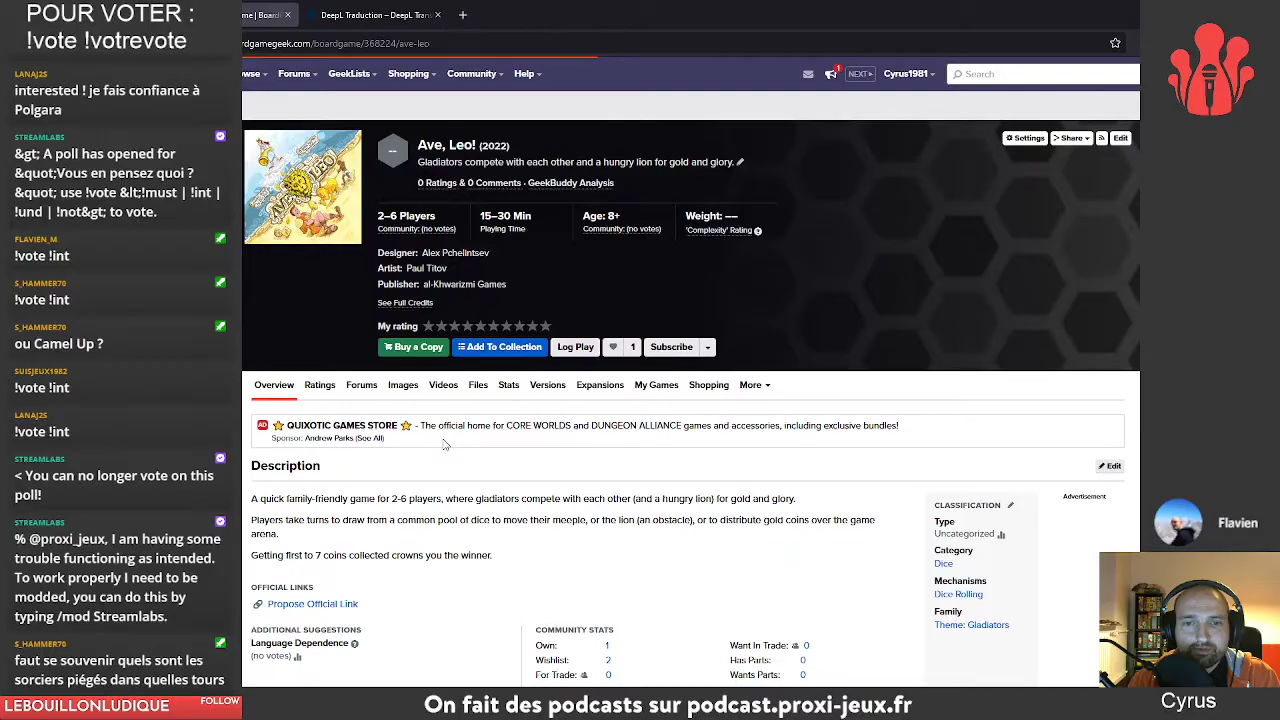 POUR VOTER :
!vote !votrevote
LANAJ2S
interested ! je fais confiance à
Polgara
STREAMLABS
&gt; A poll has opened for
&quot;Vous en pensez quoi ?
&quot; use !vote &lt!must | !int |
!und | !not&gt; to vote.
FLAVIEN_M
!vote !int
S_HAMMER70
!vote !int
S_HAMMER70
ou Camel Up ?
SUISJEUX1982
!vote !int
LANAJ2S
!vote !int
STREAMLABS
< You can no longer vote on this
poll!
STREAMLABS
% @proxi_jeux, I am having some
trouble functioning as intended.
To work properly I need to be
modded, you can do this by
typing /mod Streamlabs.
S_HAMMER70
faut se souvenir quels sont les
sorciers piégés dans quelles tours
LEBOUILLONLUDIQUE FOLLOW
me | BoardG
DeepL Traduction – DeepL Trans
rdgamegeek.com/boardgame/368224/ave-leo
wse Forums GeekLists Shopping Community Help
1 NEXT Cyrus1981 Search
AVE LEO
--
Ave, Leo! (2022)
Gladiators compete with each other and a hungry lion for gold and glory.
0 Ratings & 0 Comments · GeekBuddy Analysis
Settings Share Edit
2–6 Players 15–30 Min Age: 8+ Weight: ––
Community: (no votes) Playing Time Community: (no votes) 'Complexity' Rating
Designer: Alex Pchelintsev
Artist: Paul Titov
Publisher: al-Khwarizmi Games
See Full Credits
My rating
Buy a Copy Add To Collection Log Play 1 Subscribe
Overview Ratings Forums Images Videos Files Stats Versions Expansions My Games Shopping More
AD QUIXOTIC GAMES STORE - The official home for CORE WORLDS and DUNGEON ALLIANCE games and accessories, including exclusive bundles!
Sponsor: Andrew Parks (See All)
Description
Edit
A quick family-friendly game for 2-6 players, where gladiators compete with each other (and a hungry lion) for gold and glory.
Players take turns to draw from a common pool of dice to move their meeple, or the lion (an obstacle), or to distribute gold coins over the game
arena.
Getting first to 7 coins collected crowns you the winner.
OFFICIAL LINKS
Propose Official Link
ADDITIONAL SUGGESTIONS
Language Dependence
(no votes)
COMMUNITY STATS
Own: 1
Wishlist: 2
For Trade: 0
Want In Trade: 0
Has Parts: 0
Wants Parts: 0
CLASSIFICATION
Type
Uncategorized
Category
Dice
Mechanisms
Dice Rolling
Family
Theme: Gladiators
Advertisement
Flavien
On fait des podcasts sur podcast.proxi-jeux.fr
Cyrus